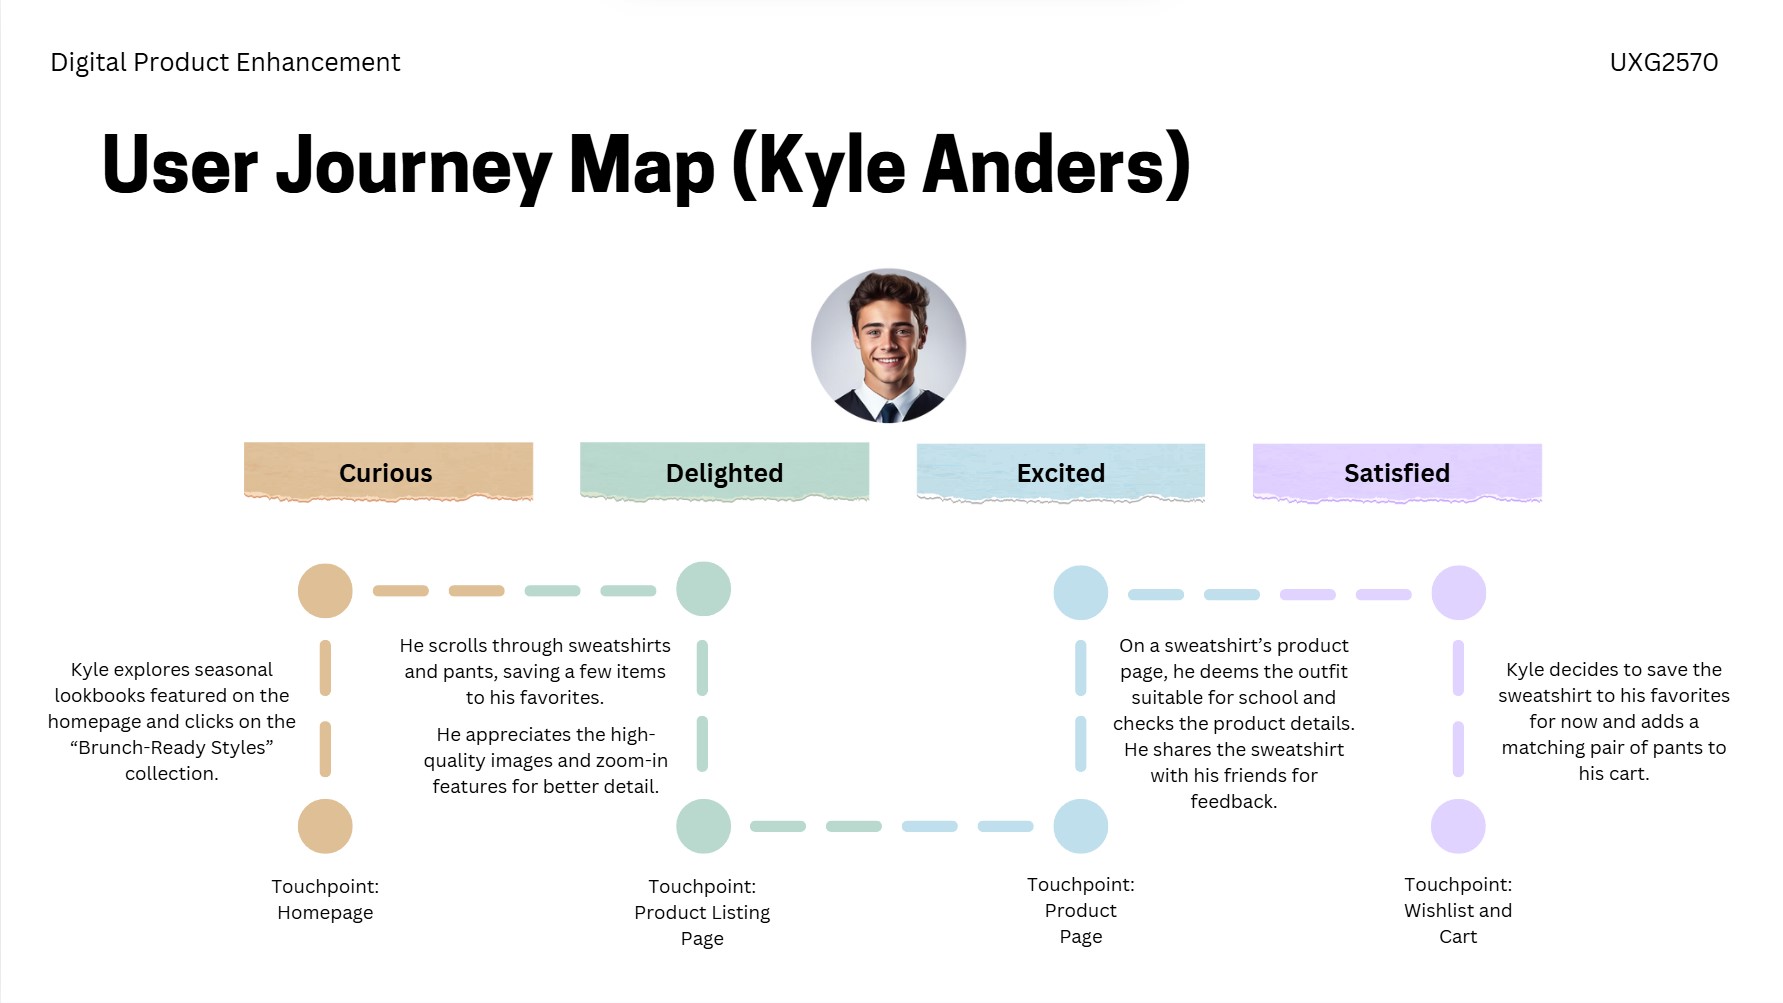 Digital Product Enhancement
UXG2570
User Journey Map (Kyle Anders)
Curious
Delighted
Excited
Satisfied
Kyle explores seasonal
lookbooks featured on the
homepage and clicks on the
“Brunch-Ready Styles”
collection.
He scrolls through sweatshirts
and pants, saving a few items
to his favorites.
He appreciates the high-
quality images and zoom-in
features for better detail.
On a sweatshirt’s product
page, he deems the outfit
suitable for school and
checks the product details.
He shares the sweatshirt
with his friends for
feedback.
Kyle decides to save the
sweatshirt to his favorites
for now and adds a
matching pair of pants to
his cart.
Touchpoint:
Homepage
Touchpoint:
Product Listing
Page
Touchpoint:
Product
Page
Touchpoint:
Wishlist and
Cart